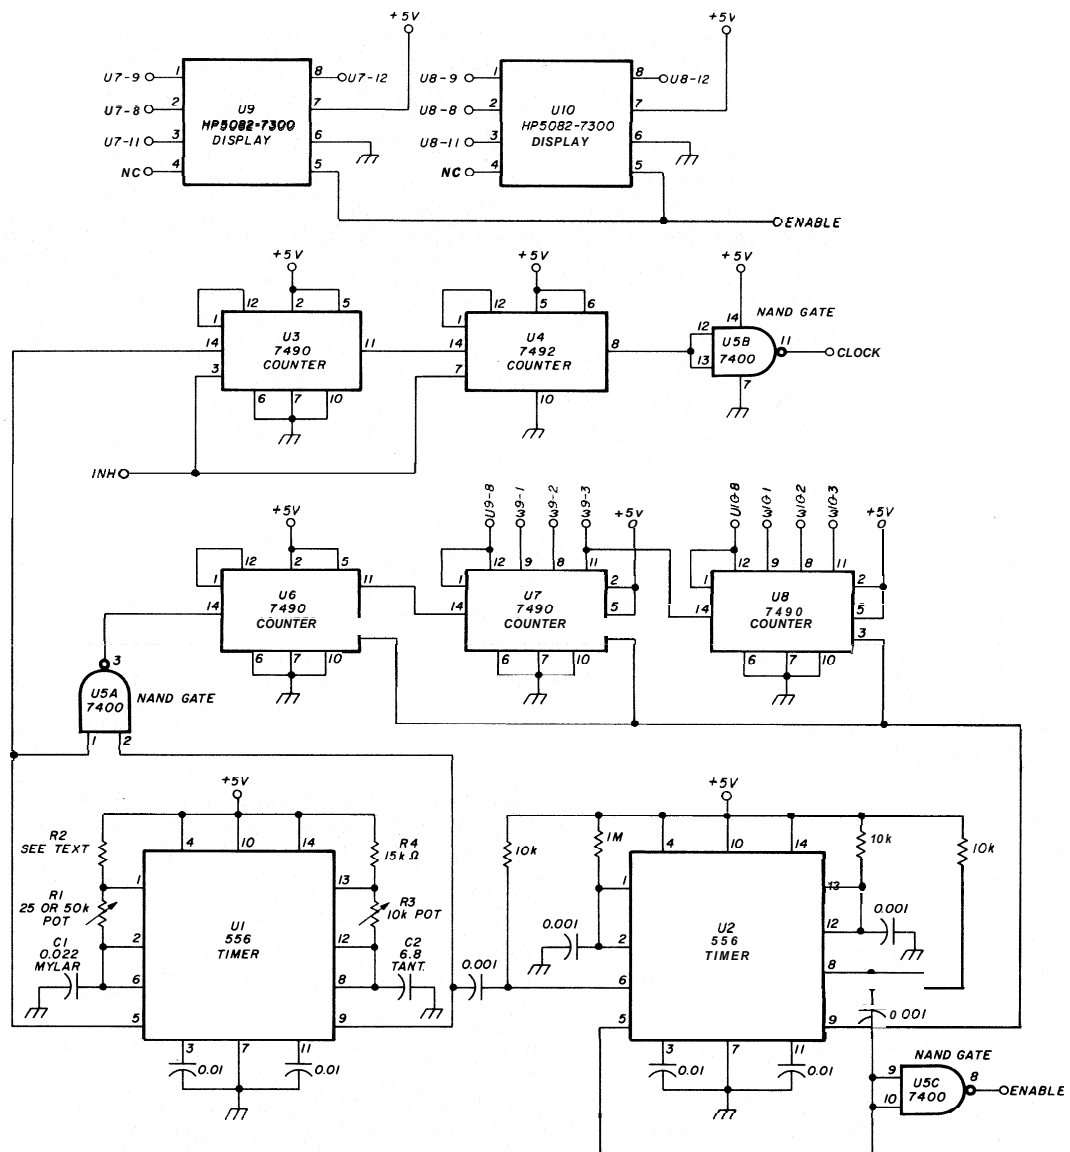 +5V
+5V
U7-9 1
8 U7-12
U7-8 2
7
U7-11 3
6
NC 4
5
U9
HP5082-7300
DISPLAY
U8-9 1
8 U8-12
U8-8 2
7
U8-11 3
6
NC 4
5
U10
HP5082-7300
DISPLAY
ENABLE
+5V
+5V
+5V
12 2 5
1
14
3
U3
7490
COUNTER
11
6 7 10
12 5 6
1
14
7
U4
7492
COUNTER
8
10
NAND GATE
14
12
13
U5B
7400
11
CLOCK
7
INH
U9-8
ω9-1
ω9-2
ω9-3
+5V
U10-8
ω10-1
ω10-2
ω10-3
+5V
+5V
12 2 5
1
14
U6
7490
COUNTER
11
6 7 10
12 9 8 11
1
14
U7
7490
COUNTER
2
5
6 7 10
12 9 8 11
1
14
U8
7490
COUNTER
2
5
3
6 7 10
3
U5A
7400
NAND GATE
1 2
+5V
4 10 14
R2
SEE TEXT
R4
15k Ω
1
13
R1
25 OR 50k
POT
R3
10k POT
2
12
U1
556
TIMER
C1
0.022
MYLAR
C2
6.8
TANT.
6
8
5
9
3 7 11
0.01
0.01
0.001
+5V
10k
1M
4 10 14
10k
10k
1
13
0.001
0.001
2
12
U2
556
TIMER
6
8
5
9
0 001
3 7 11
0.01
0.01
NAND GATE
9
10
U5C
7400
8
ENABLE